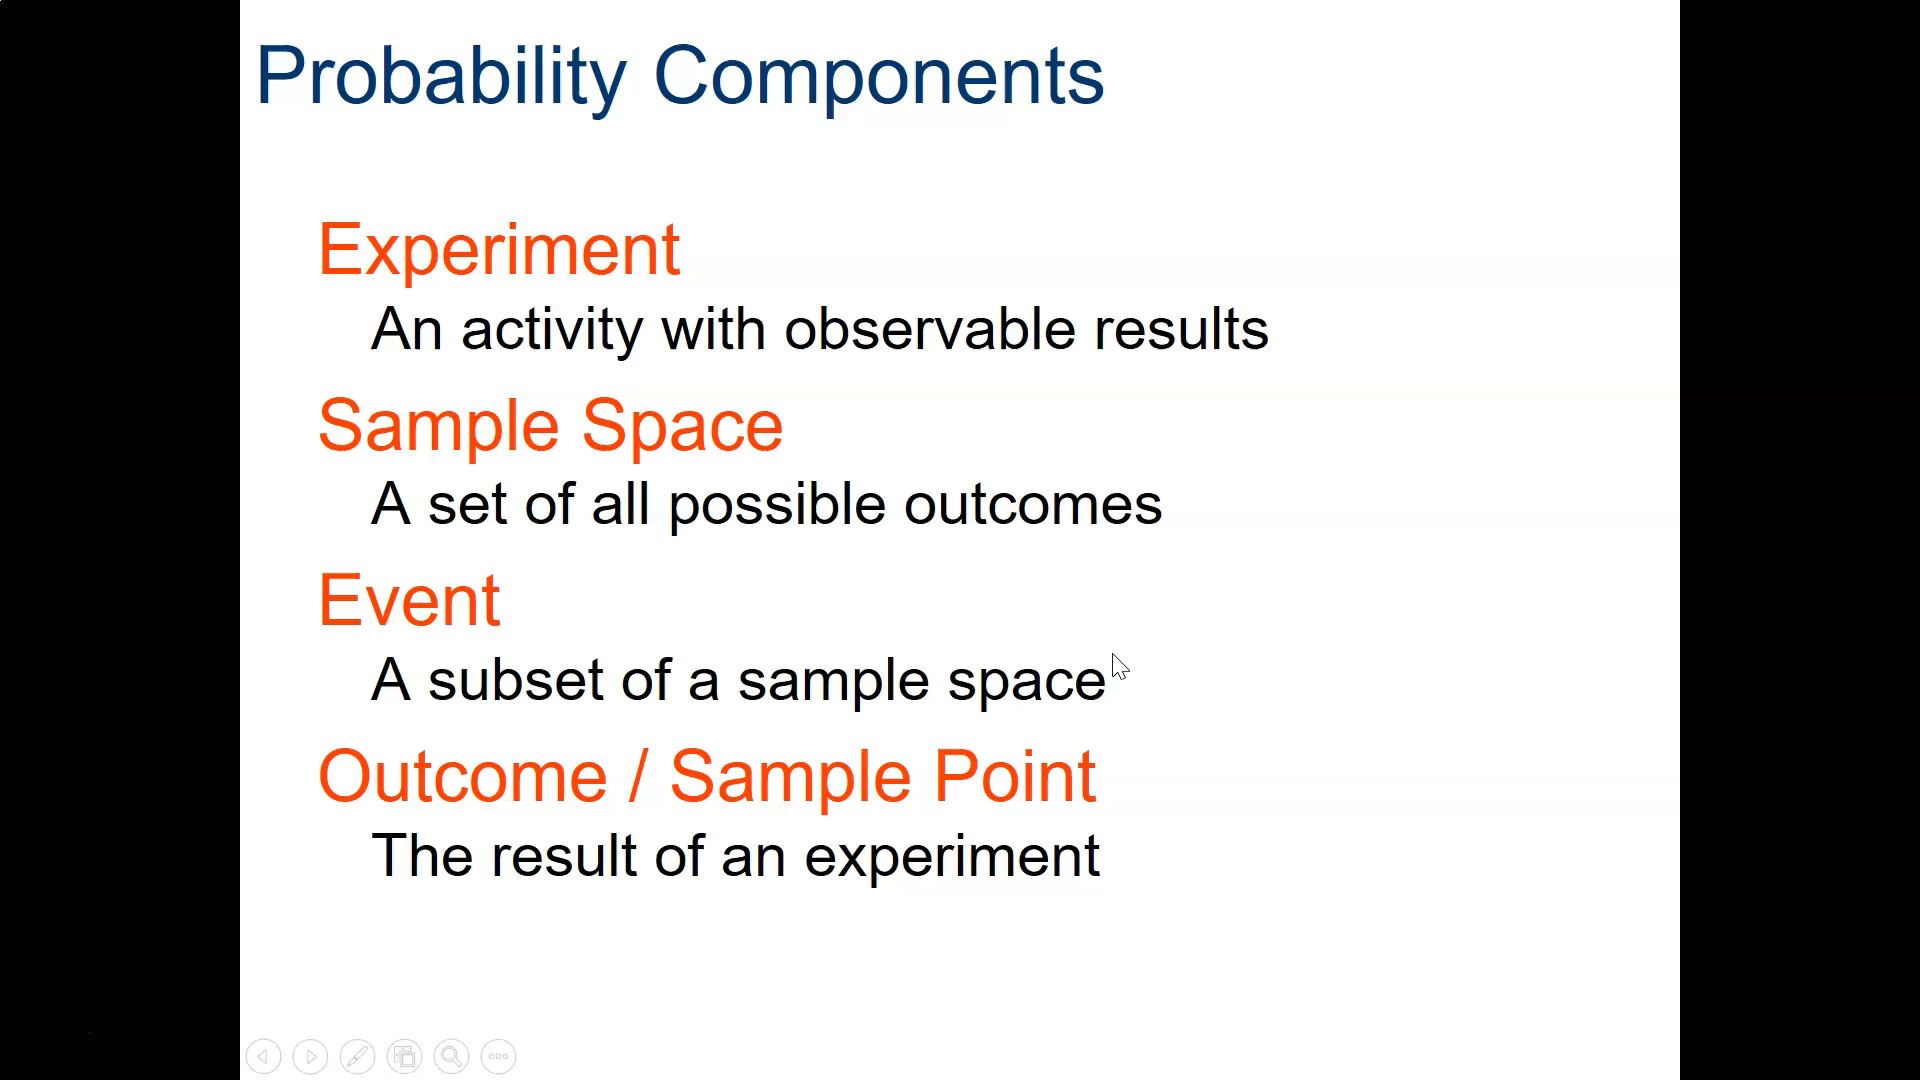 Probability Components
Experiment
An activity with observable results
Sample Space
A set of all possible outcomes
Event
A subset of a sample space
Outcome / Sample Point
The result of an experiment